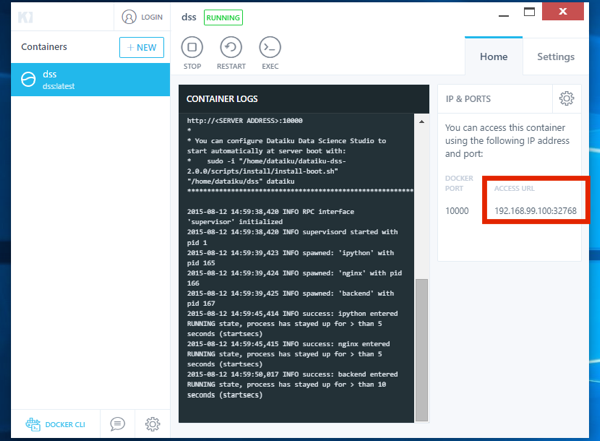 LOGIN
Containers
+ NEW
dss
dss:latest
DOCKER CLI
dss
RUNNING
STOP
RESTART
EXEC
Home
Settings
CONTAINER LOGS
http://<SERVER ADDRESS>:10000
*
* You can configure Dataiku Data Science Studio to
start automatically at server boot with:
*    sudo -i "/home/dataiku/dataiku-dss-
2.0.0/scripts/install/install-boot.sh"
"/home/dataiku/dss" dataiku
2015-08-12 14:59:38,420 INFO RPC interface
'supervisor' initialized
2015-08-12 14:59:38,420 INFO supervisord started with
pid 1
2015-08-12 14:59:39,423 INFO spawned: 'ipython' with
pid 165
2015-08-12 14:59:39,424 INFO spawned: 'nginx' with pid
166
2015-08-12 14:59:39,425 INFO spawned: 'backend' with
pid 167
2015-08-12 14:59:45,414 INFO success: ipython entered
RUNNING state, process has stayed up for > than 5
seconds (startsecs)
2015-08-12 14:59:45,415 INFO success: nginx entered
RUNNING state, process has stayed up for > than 5
seconds (startsecs)
2015-08-12 14:59:50,017 INFO success: backend entered
RUNNING state, process has stayed up for > than 10
seconds (startsecs)
IP & PORTS
You can access this container
using the following IP address
and port:
DOCKER
PORT
ACCESS URL
10000
192.168.99.100:32768